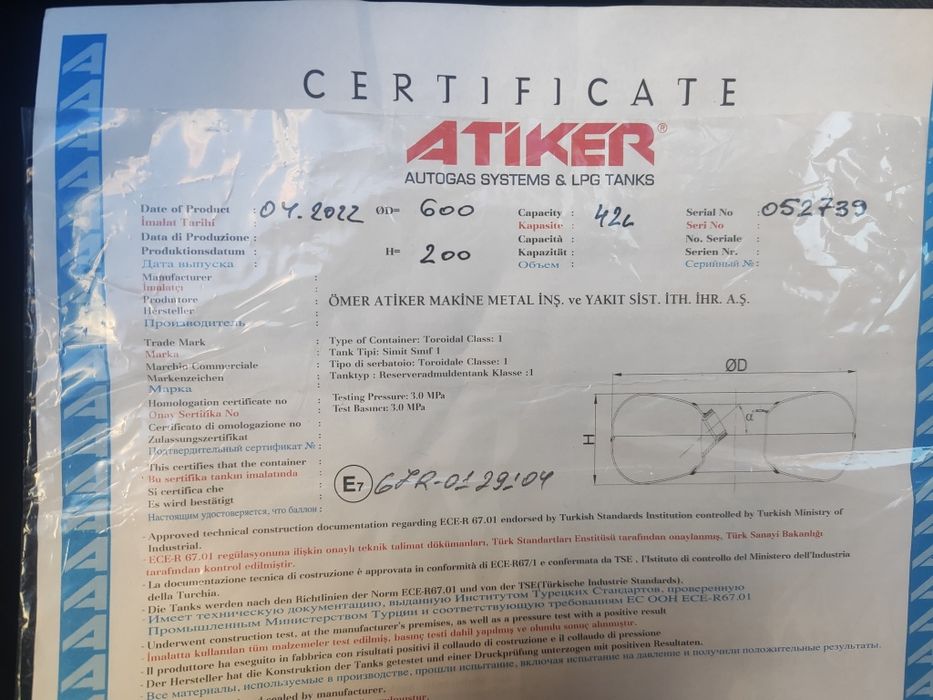 CERTIFICATE
ATİKER®
AUTOGAS SYSTEMS & LPG TANKS
Date of Product : 04.2022 ØD= 600 Capacity : 42L Serial No : 052739
İmalat Tarihi : Kapasite : Seri No :
Data di Produzione : Capacità : No. Seriale :
Produktionsdatum : H= 200 Kapazität : Serien Nr. :
Дата выпуска : Объем : Серийный №:
Manufacturer :
İmalatçı :
Produttore : ÖMER ATİKER MAKİNE METAL İNŞ. ve YAKIT SİST. İTH. İHR. A.Ş.
Hersteller :
Производитель :
Trade Mark : Type of Container: Toroidal Class: 1
Marka : Tank Tipi: Simit Sınıf 1
Marchio Commerciale : Tipo di serbatoio: Toroidale Classe: 1
Markenzeichen : Tanktyp : Reserveradmuldentank Klasse :1
Марка :
Homologation certificate no : Testing Pressure: 3.0 MPa
Onay Sertifika No : Test Basıncı: 3.0 MPa
Certificato di omologazione no :
Zulassungszertifikat :
Подтвердительный сертификат № :
ØD
H
α
This certifies that the container :
Bu sertifika tankın imalatında :
Si certifica che :
Es wird bestätigt :
Настоящим удостоверяется, что баллон :
E7 67R-0129104
- Approved technical construction documentation regarding ECE-R 67.01 endorsed by Turkish Standards Institution controlled by Turkish Ministry of
Industrial.
- ECE-R 67.01 regülasyonuna ilişkin onaylı teknik talimat dökümanları, Türk Standartları Enstitüsü tarafından onaylanmış, Türk Sanayi Bakanlığı
tarafından kontrol edilmiştir.
- La documentazione tecnica di costruzione è approvata in conformità di ECE-R67/1 e confermata da TSE , l'Istituto di controllo del Ministero dell'Industria
della Turchia.
- Die Tanks werden nach den Richtlinien der Norm ECE-R67.01 und von der TSE(Türkische Industrie Standards).
- Имеет техническую документацию, выданную Институтом Турецких Стандартов, проверенную
Промышленным Министерством Турции и соответствующую требованиям ЕС ООН ECE-R67.01
- Underwent construction test, at the manufacturer's premises, as well as a pressure test with a positive result
- İmalatta kullanılan tüm malzemeler test edilmiş, basınç testi dahil yapılmış ve olumlu sonuç alınmıştır.
- Il produttore ha eseguito in fabbrica con risultati positivi il collaudo di costruzione e il collaudo di pressione
- Der Hersteller hat die Konstruktion der Tanks getestet und einer Druckprüfung unterzogen mit positiven Resultaten.
- Все материалы, используемые в производстве, прошли испытание, включая испытание на давление и получили положительные результаты.
sealed by manufacturer.